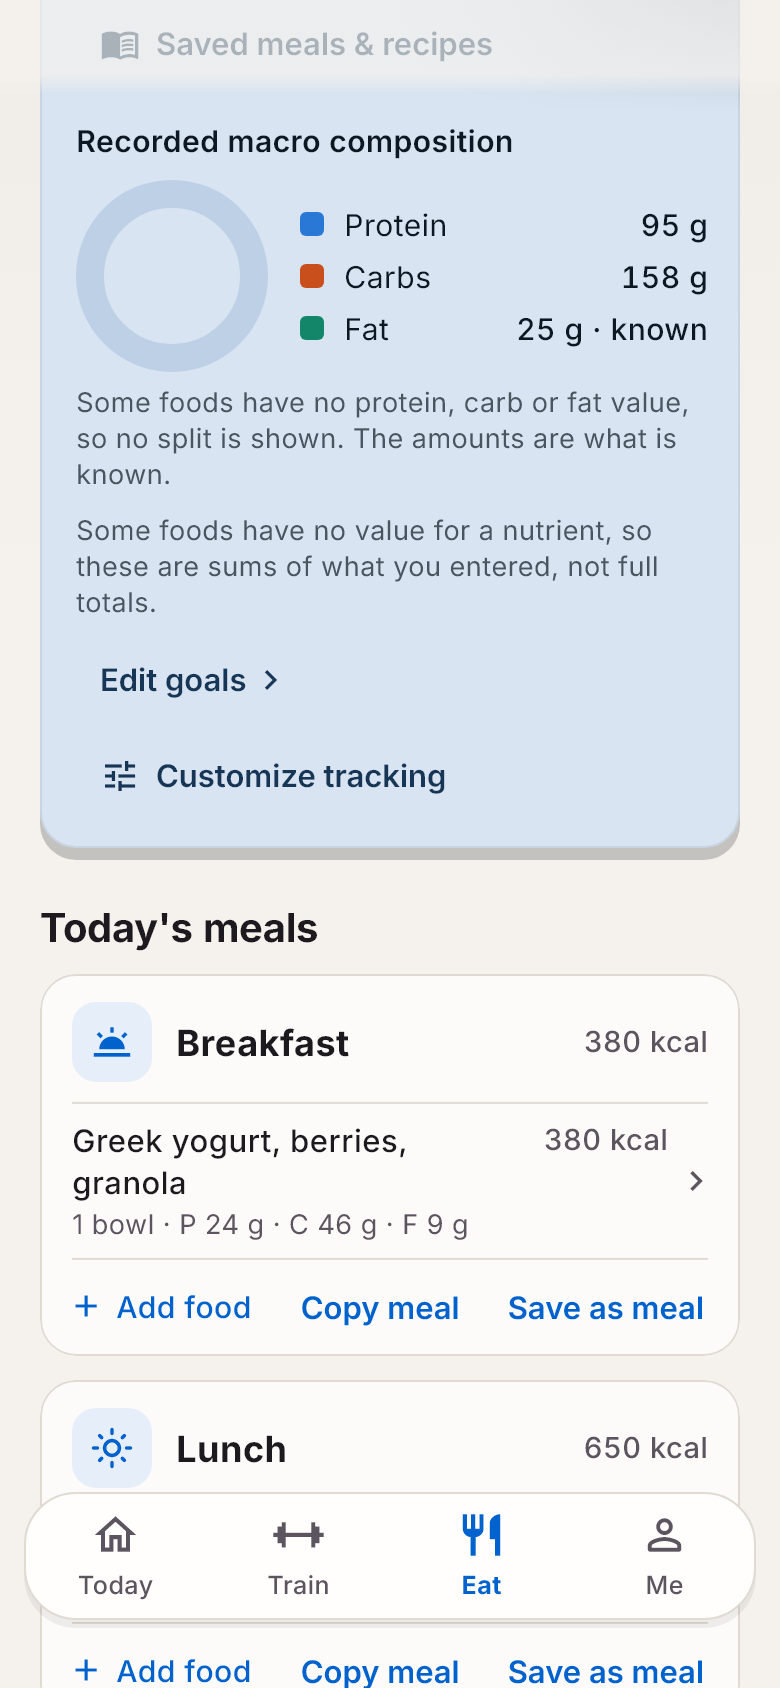 Saved meals & recipes
Recorded macro composition
Protein 95 g
Carbs 158 g
Fat 25 g · known
Some foods have no protein, carb or fat value,
so no split is shown. The amounts are what is
known.
Some foods have no value for a nutrient, so
these are sums of what you entered, not full
totals.
Edit goals
Customize tracking
Today's meals
Breakfast 380 kcal
Greek yogurt, berries, 380 kcal
granola
1 bowl · P 24 g · C 46 g · F 9 g
+ Add food Copy meal Save as meal
Lunch 650 kcal
Today Train Eat Me
+ Add food Copy meal Save as meal